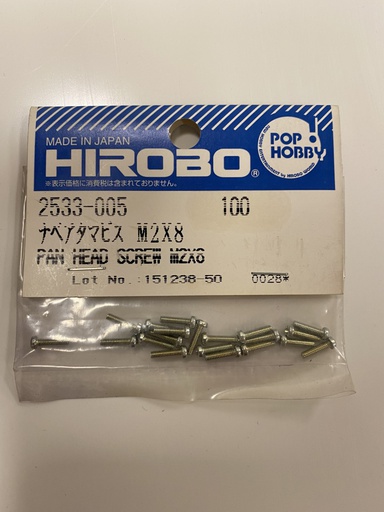 MADE IN JAPAN
HIROBO®
※表示価格に消費税は含まれておりません。
POP!
HOBBY
2533-005 100
ナベアタマビス M2X8
PAN HEAD SCREW M2X8
Lot No.:151238-50 0028*